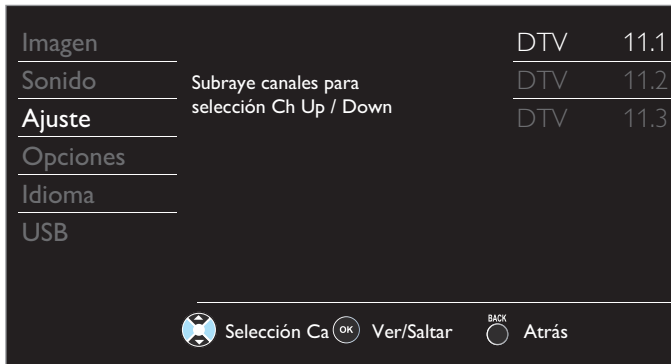 Imagen
Sonido
Ajuste
Opciones
Idioma
USB
Subraye canales para
selección Ch Up / Down
DTV 11.1
DTV 11.2
DTV 11.3
Selección Ca OK Ver/Saltar BACK Atrás